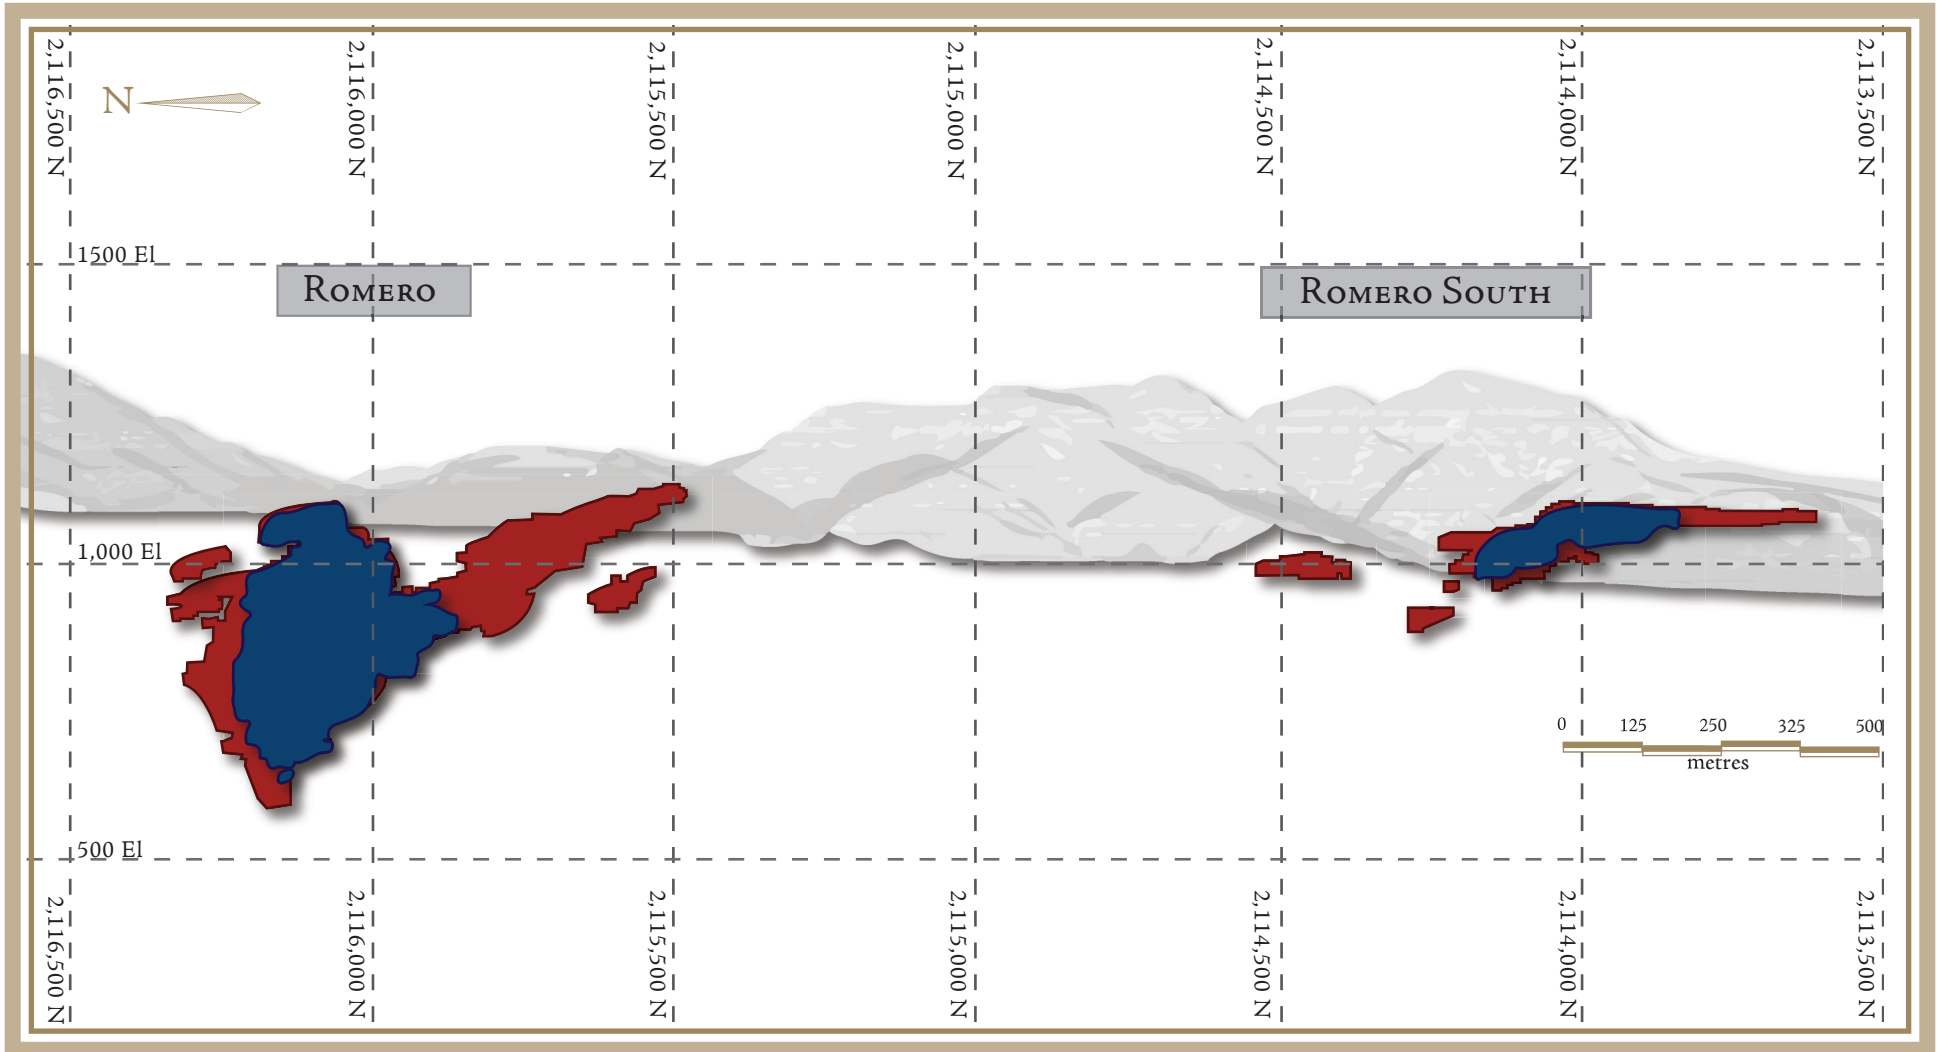 2,116,500 N
2,116,000 N
2,115,500 N
2,115,000 N
2,114,500 N
2,114,000 N
2,113,500 N
N
1500 El
Romero
Romero South
1,000 El
0 125 250 325 500
metres
500 El
2,116,500 N
2,116,000 N
2,115,500 N
2,115,000 N
2,114,500 N
2,114,000 N
2,113,500 N